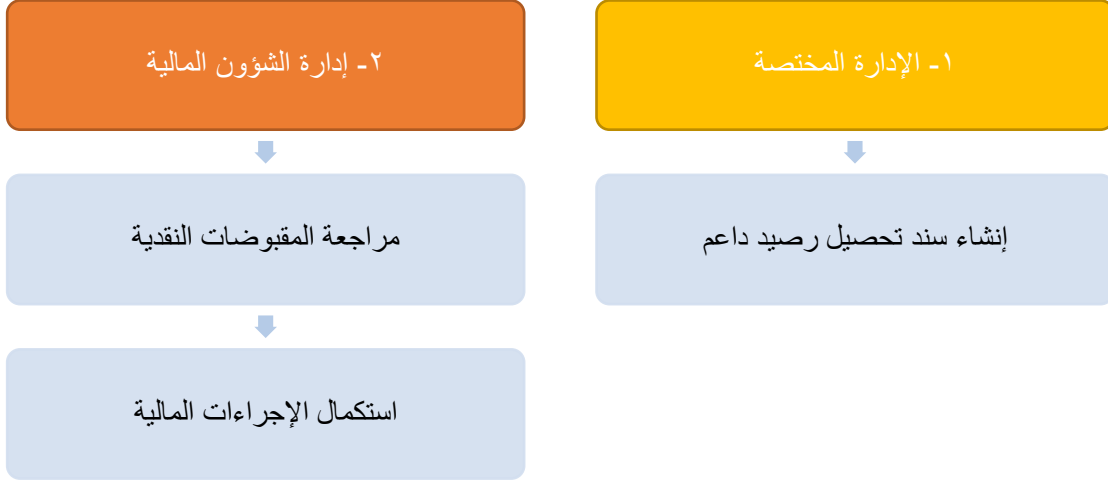 ١- الإدارة المختصة
إنشاء سند تحصيل رصيد داعم
٢- إدارة الشؤون المالية
مراجعة المقبوضات النقدية
استكمال الإجراءات المالية